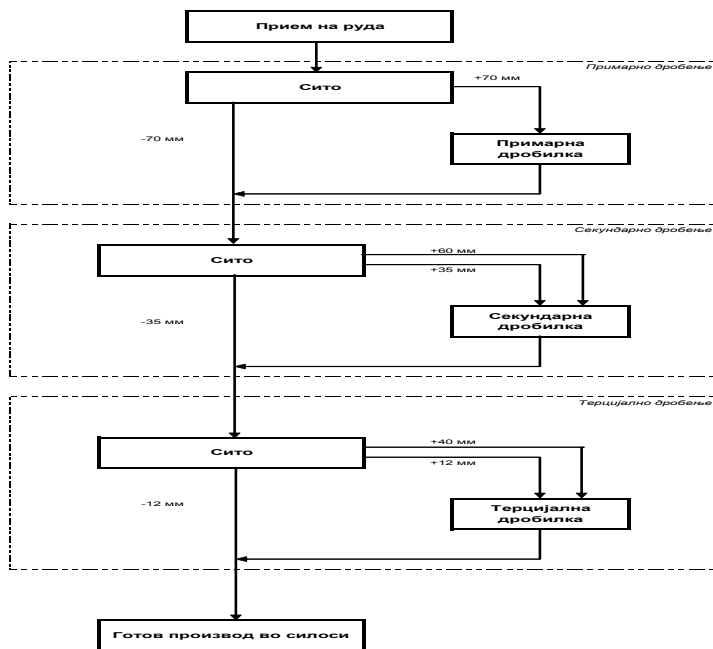 Прием на руда
Примарно дробење
Сито
+70 мм
-70 мм
Примарна
дробилка
Секундарно дробење
Сито
+60 мм
+35 мм
Секундарна
дробилка
-35 мм
Терцијално дробење
Сито
+40 мм
+12 мм
-12 мм
Терцијална
дробилка
Готов производ во силоси